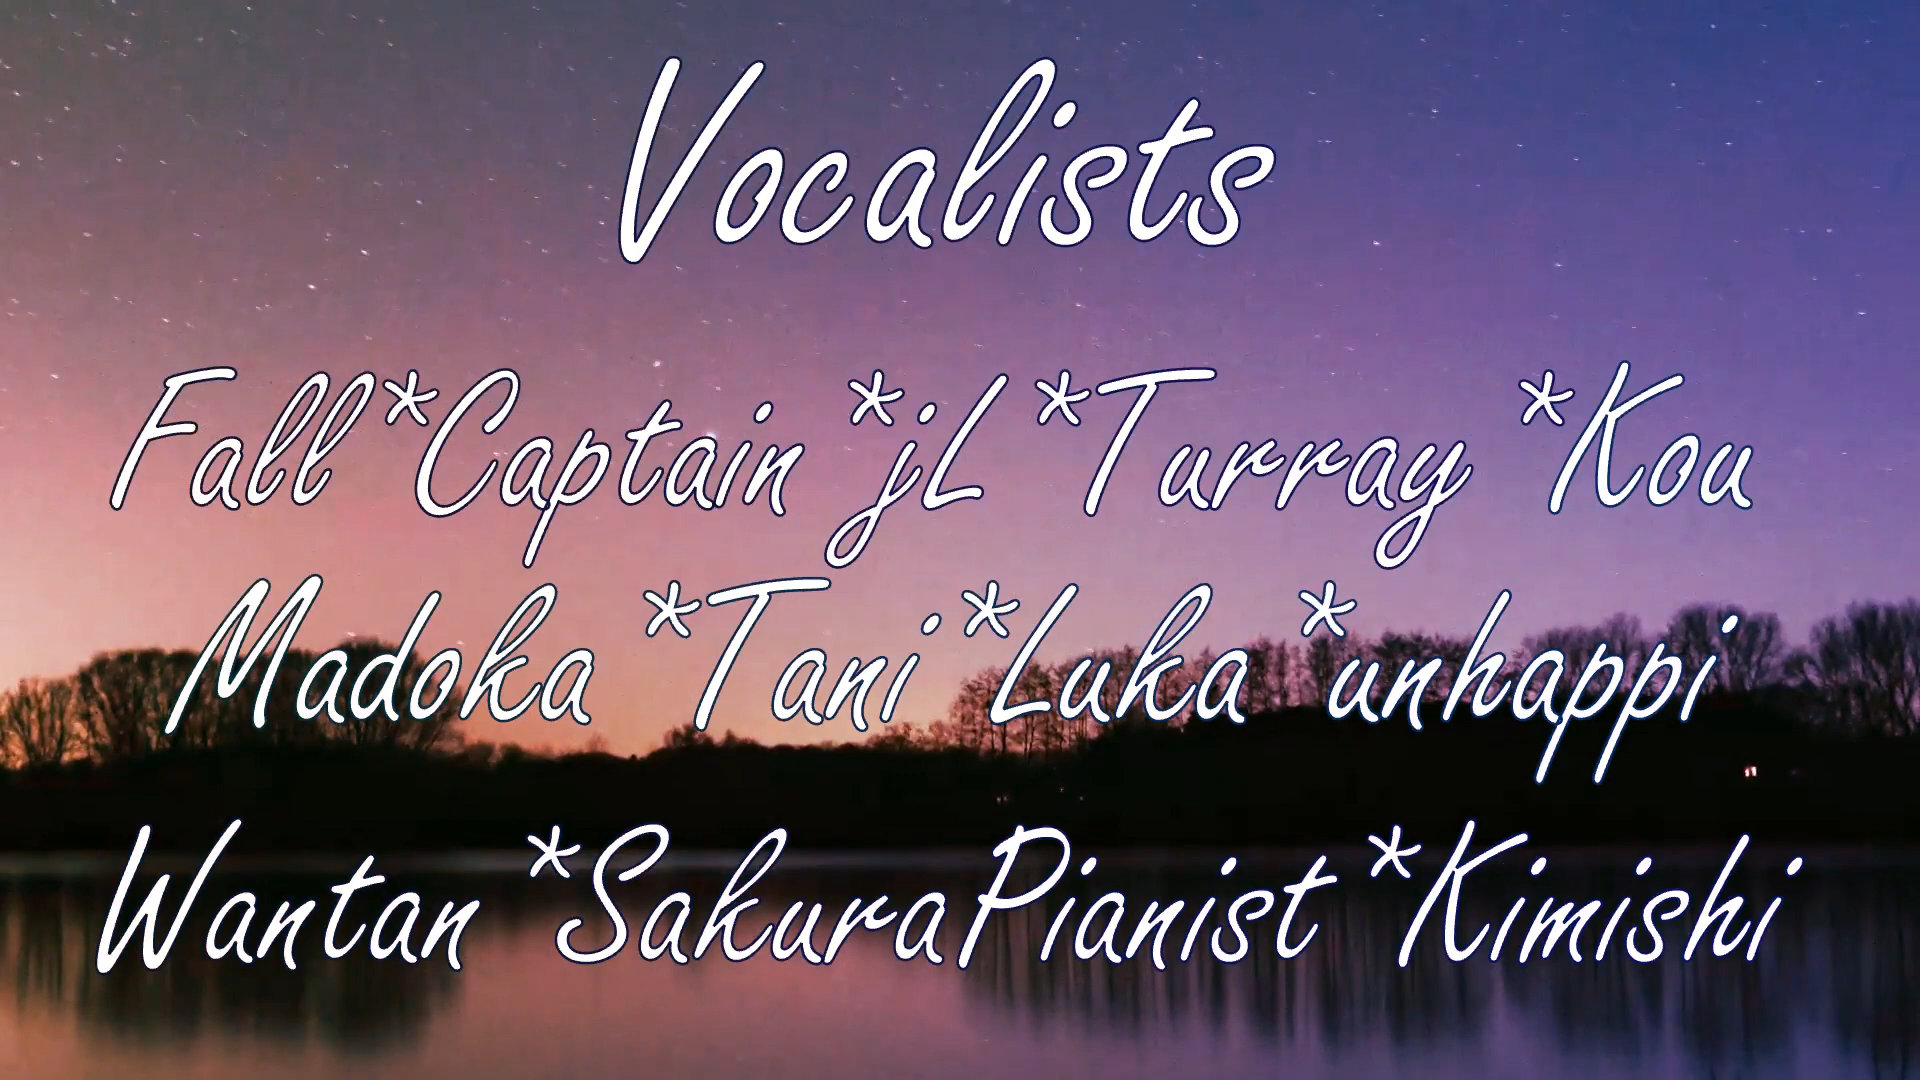 Vocalists
Fall*Captain *jL *Turray *Kou
Madoka *Tani *Luka *unhappi
Wantan *SakuraPianist *Kimishi